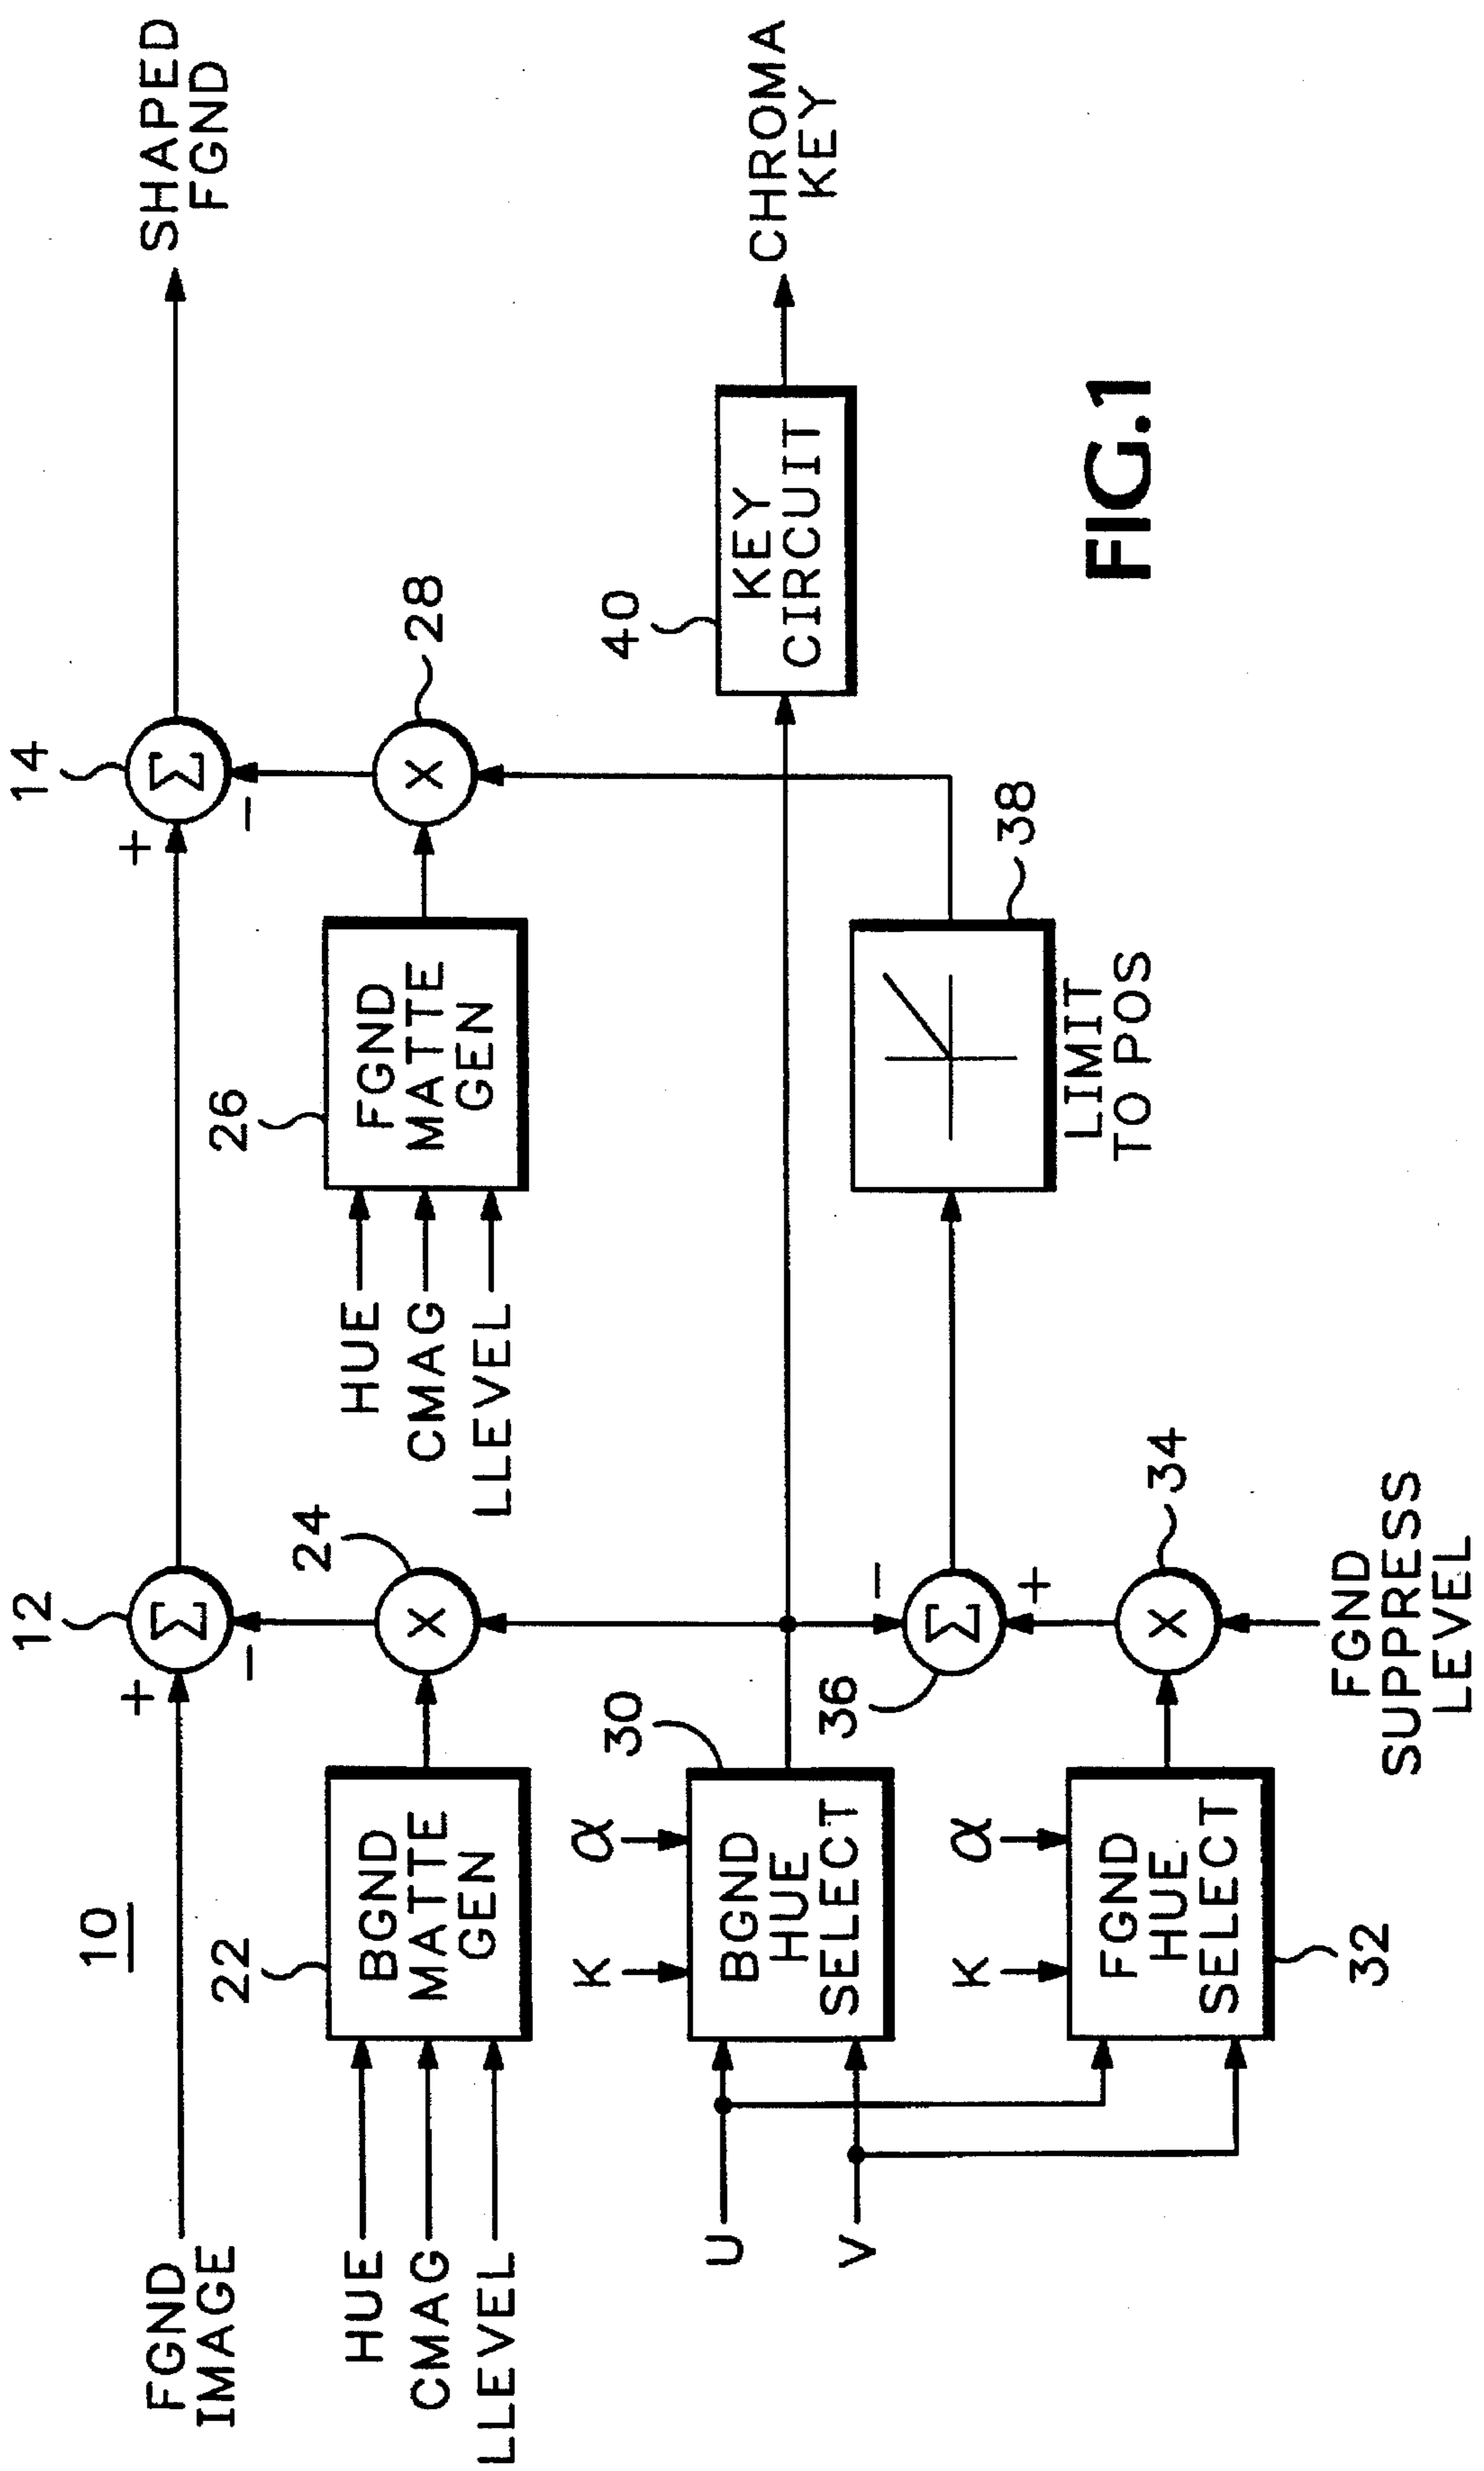 10
FGND
IMAGE
+
12
Σ
−
+
14
Σ
−
SHAPED
FGND
HUE
CMAG
LLEVEL
22
BGND
MATTE
GEN
24
X
HUE
CMAG
LLEVEL
26
FGND
MATTE
GEN
28
X
U
V
K
α
30
BGND
HUE
SELECT
40
KEY
CIRCUIT
CHROMA
KEY
−
36
Σ
+
38
LIMIT
TO POS
K
α
FGND
HUE
SELECT
32
X
34
FGND
SUPPRESS
LEVEL
FIG.1